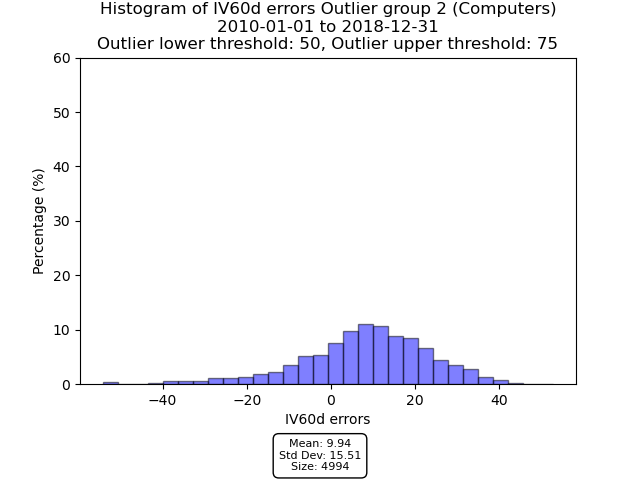 Histogram of IV60d errors Outlier group 2 (Computers)
2010-01-01 to 2018-12-31
Outlier lower threshold: 50, Outlier upper threshold: 75
60
50
40
30
20
10
0
Percentage (%)
−40
−20
0
20
40
IV60d errors
Mean: 9.94
Std Dev: 15.51
Size: 4994